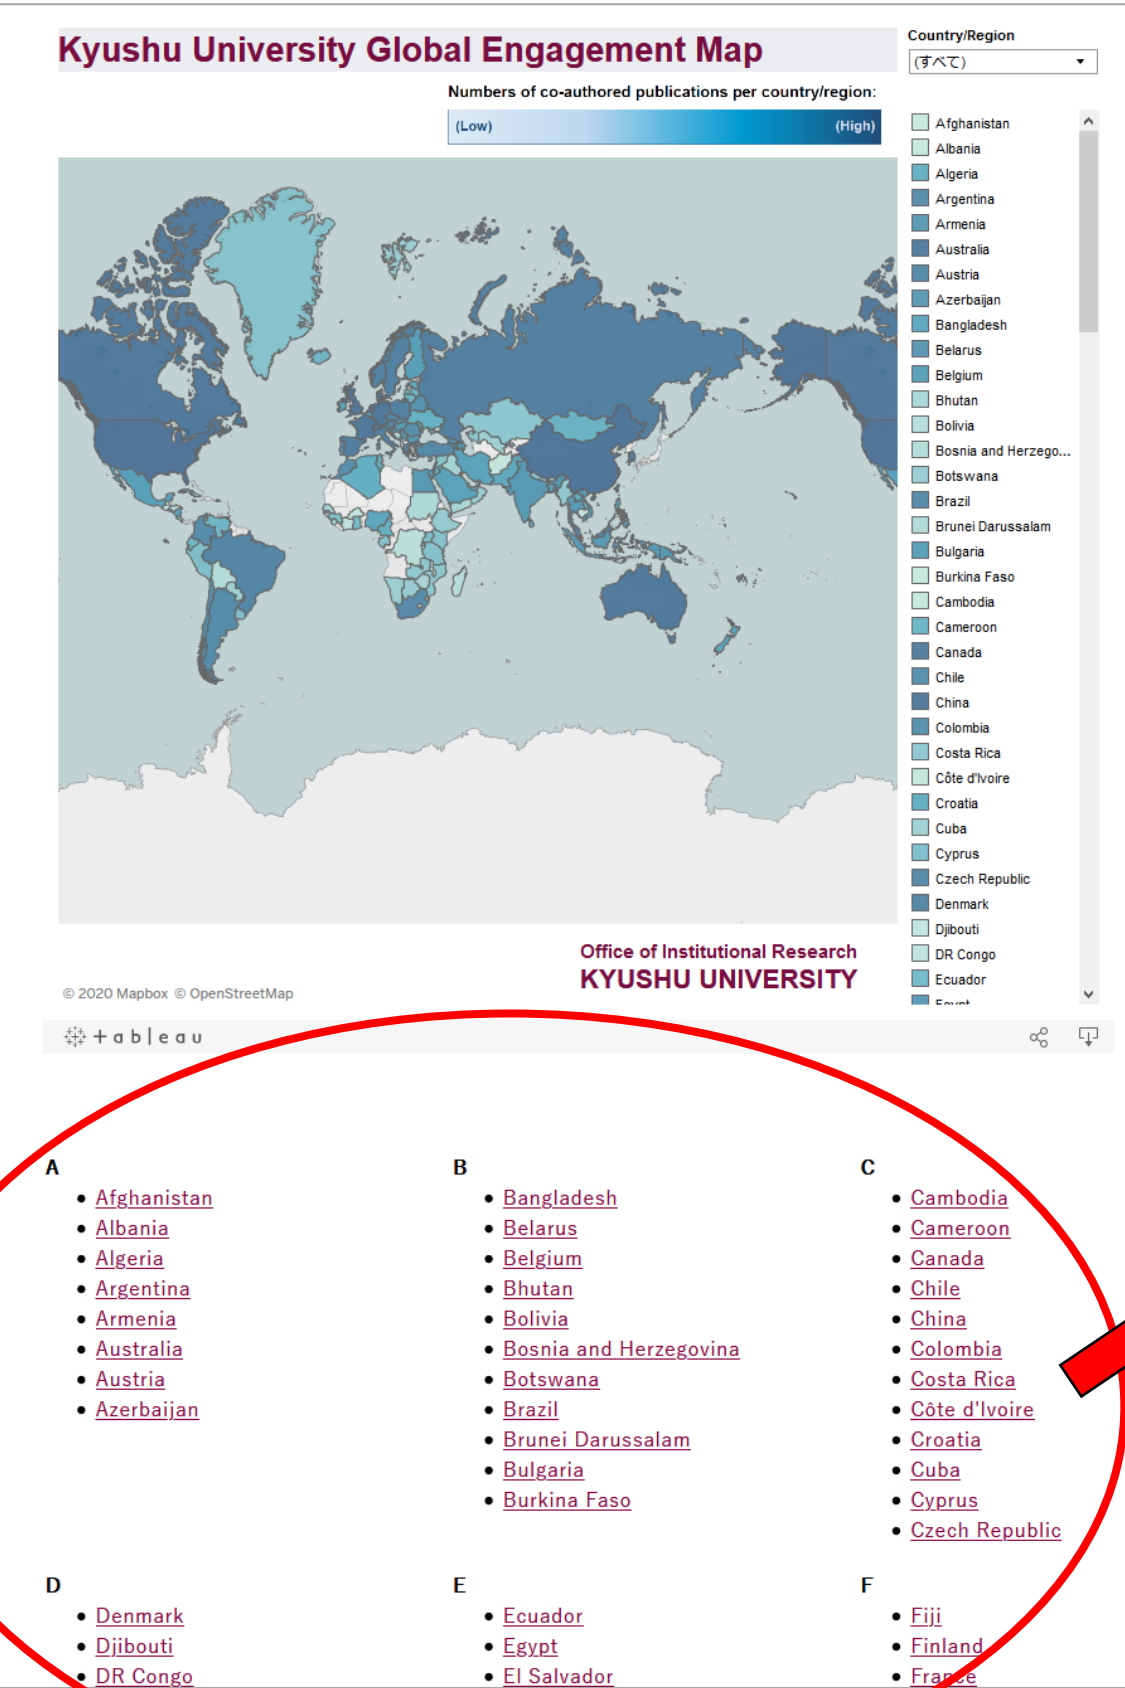 Kyushu University Global Engagement Map
Country/Region
(すべて)
Numbers of co-authored publications per country/region:
(Low)
(High)
Afghanistan
Albania
Algeria
Argentina
Armenia
Australia
Austria
Azerbaijan
Bangladesh
Belarus
Belgium
Bhutan
Bolivia
Bosnia and Herzego...
Botswana
Brazil
Brunei Darussalam
Bulgaria
Burkina Faso
Cambodia
Cameroon
Canada
Chile
China
Colombia
Costa Rica
Côte d'Ivoire
Croatia
Cuba
Cyprus
Czech Republic
Denmark
Djibouti
DR Congo
Ecuador
Egypt
Office of Institutional Research
KYUSHU UNIVERSITY
© 2020 Mapbox © OpenStreetMap
+ a b | e a u
A
Afghanistan
Albania
Algeria
Argentina
Armenia
Australia
Austria
Azerbaijan
B
Bangladesh
Belarus
Belgium
Bhutan
Bolivia
Bosnia and Herzegovina
Botswana
Brazil
Brunei Darussalam
Bulgaria
Burkina Faso
C
Cambodia
Cameroon
Canada
Chile
China
Colombia
Costa Rica
Côte d'Ivoire
Croatia
Cuba
Cyprus
Czech Republic
D
Denmark
Djibouti
DR Congo
E
Ecuador
Egypt
El Salvador
F
Fiji
Finland
France